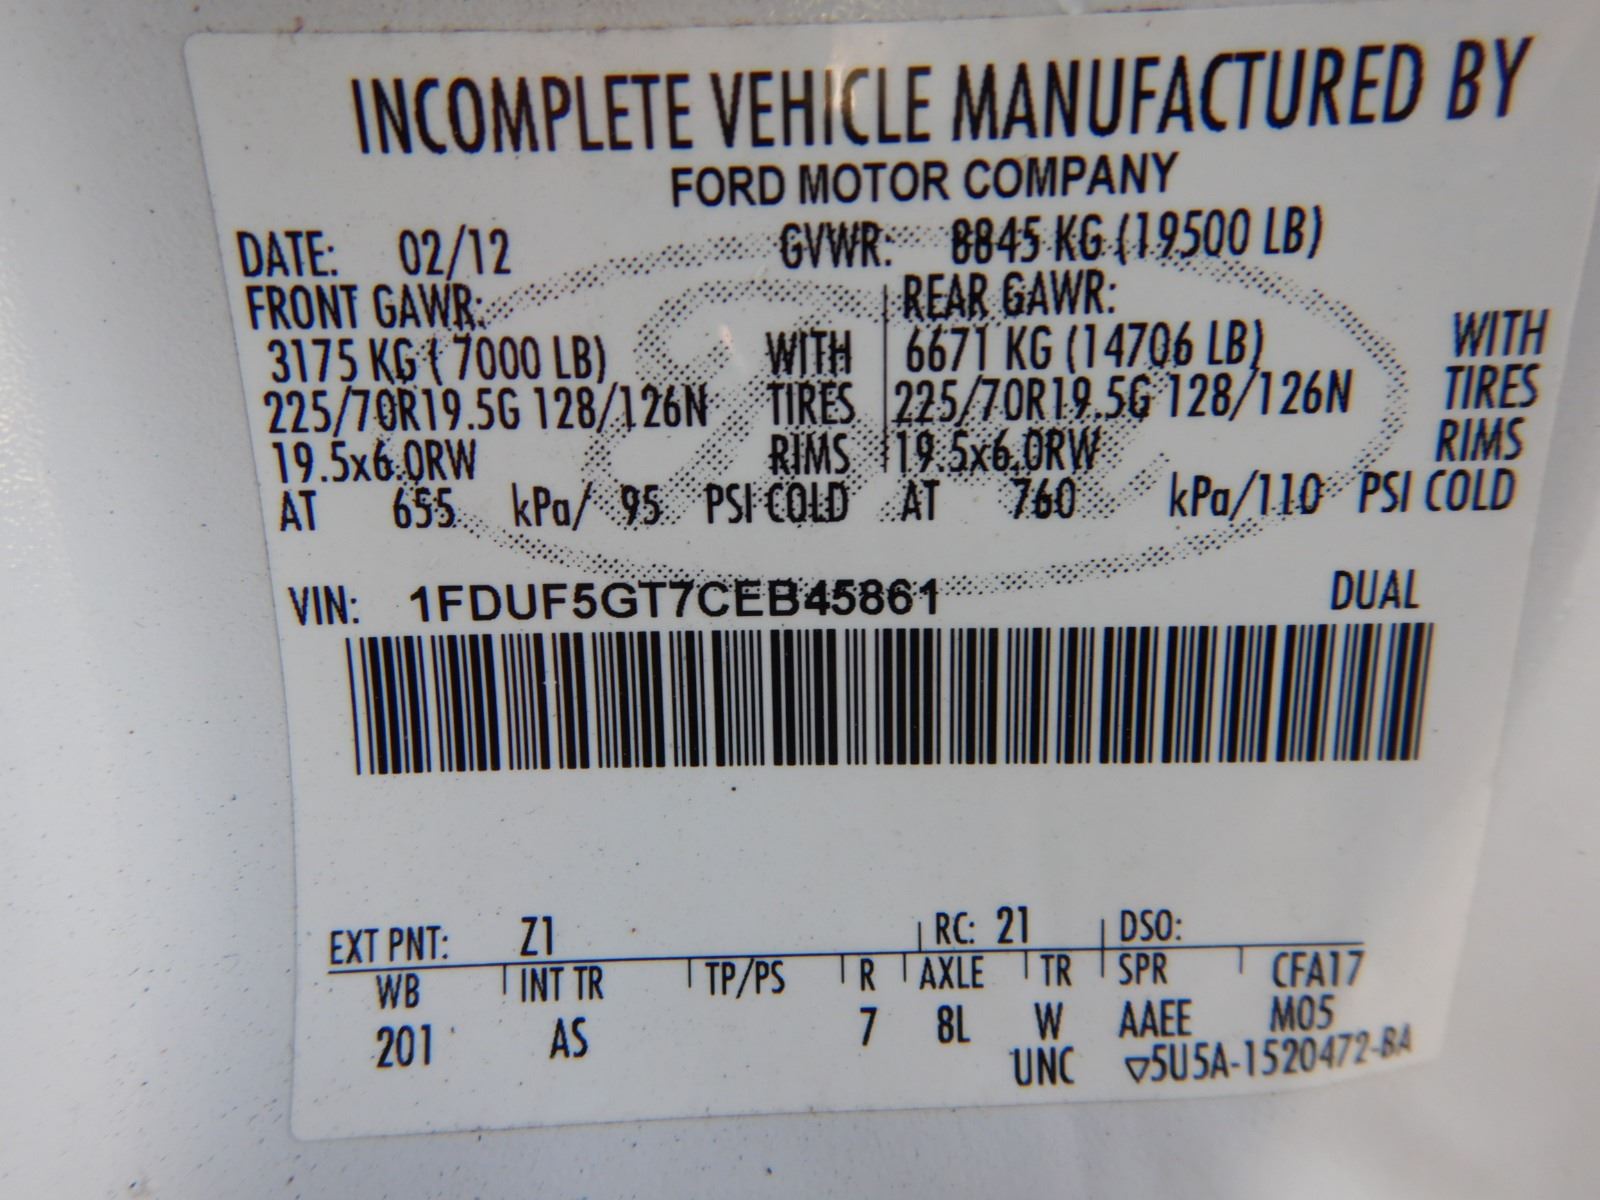 INCOMPLETE VEHICLE MANUFACTURED BY
FORD MOTOR COMPANY
DATE: 02/12 GVWR: 8845 KG (19500 LB)
FRONT GAWR: REAR GAWR:
3175 KG ( 7000 LB) WITH 6671 KG (14706 LB) WITH
225/70R19.5G 128/126N TIRES 225/70R19.5G 128/126N TIRES
19.5x6.0RW RIMS 19.5x6.0RW RIMS
AT 655 kPa/ 95 PSI COLD AT 760 kPa/110 PSI COLD
VIN: 1FDUF5GT7CEB45861 DUAL
EXT PNT: Z1 RC: 21 DSO:
WB INT TR TP/PS R AXLE TR SPR CFA17
201 AS 7 8L W AAEE M05
UNC ▽5U5A-1520472-BA